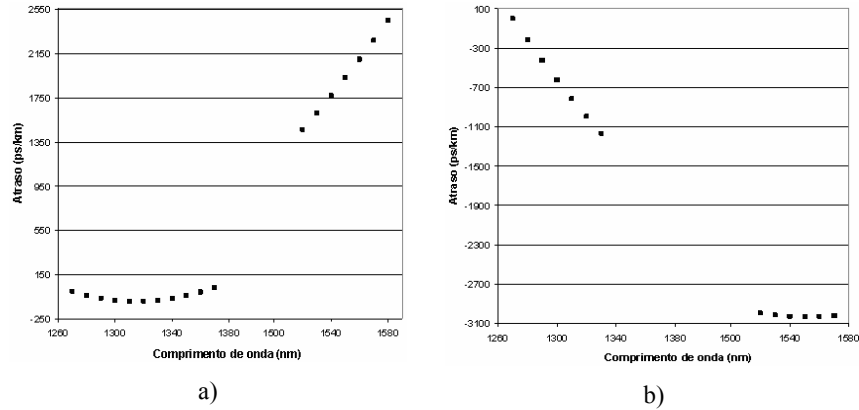 2550
2150
1750
1350
950
550
150
-250
Atraso (ps/km)
1260 1300 1340 1380 1500 1540 1580
Comprimento de onda (nm)
a)
100
-300
-700
-1100
-1500
-1900
-2300
-2700
-3100
Atraso (ps/km)
1260 1300 1340 1380 1500 1540 1580
Comprimento de onda (nm)
b)